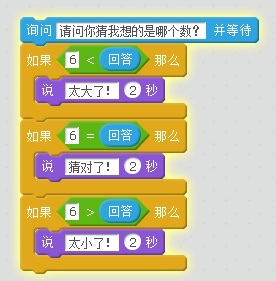 询问 请问你猜我想的是哪个数? 并等待
如果 6 < 回答 那么
说 太大了! 2 秒
如果 6 = 回答 那么
说 猜对了! 2 秒
如果 6 > 回答 那么
说 太小了! 2 秒